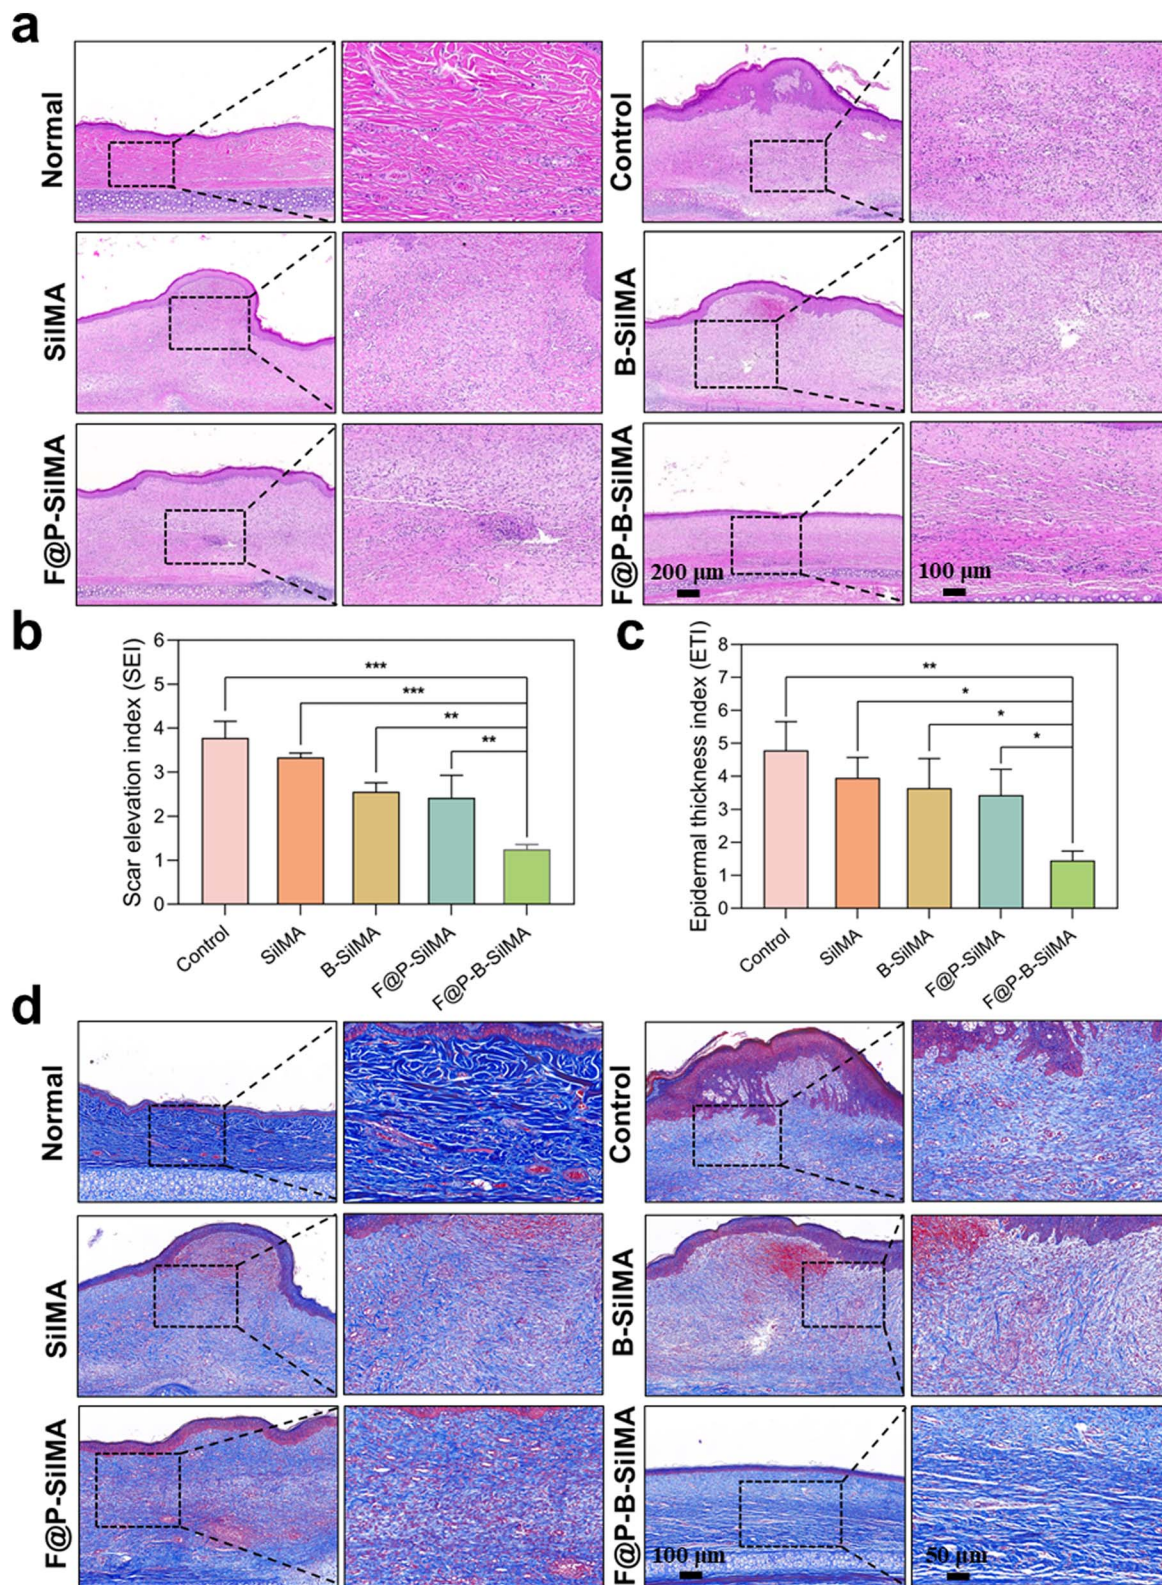 a
Normal
Control
SilMA
B-SilMA
F@P-SilMA
F@P-B-SilMA
200 μm
100 μm
b
Scar elevation index (SEI)
6
5
4
3
2
1
0
***
***
**
**
Control
SilMA
B-SilMA
F@P-SilMA
F@P-B-SilMA
c
Epidermal thickness index (ETI)
8
7
6
5
4
3
2
1
0
**
*
*
*
Control
SilMA
B-SilMA
F@P-SilMA
F@P-B-SilMA
d
Normal
Control
SilMA
B-SilMA
F@P-SilMA
F@P-B-SilMA
100 μm
50 μm